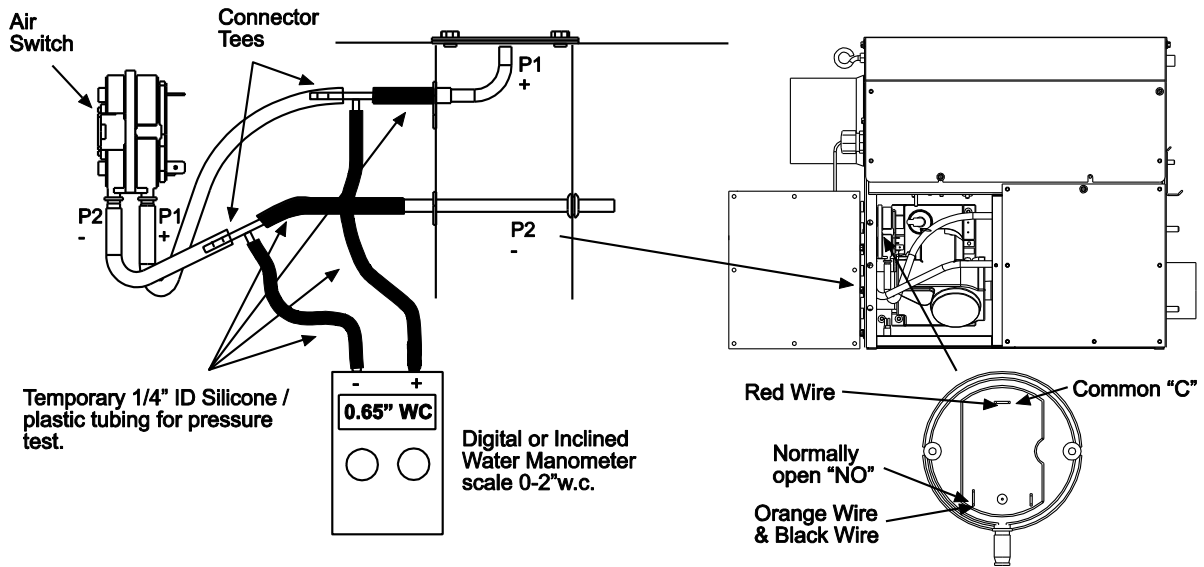 Air
Switch
Connector
Tees
P1
+
P2
-
P1
+
P2
-
Temporary 1/4” ID Silicone /
plastic tubing for pressure
test.
- +
0.65” WC
Digital or Inclined
Water Manometer
scale 0-2”w.c.
Red Wire
Common “C”
Normally
open “NO”
Orange Wire
& Black Wire